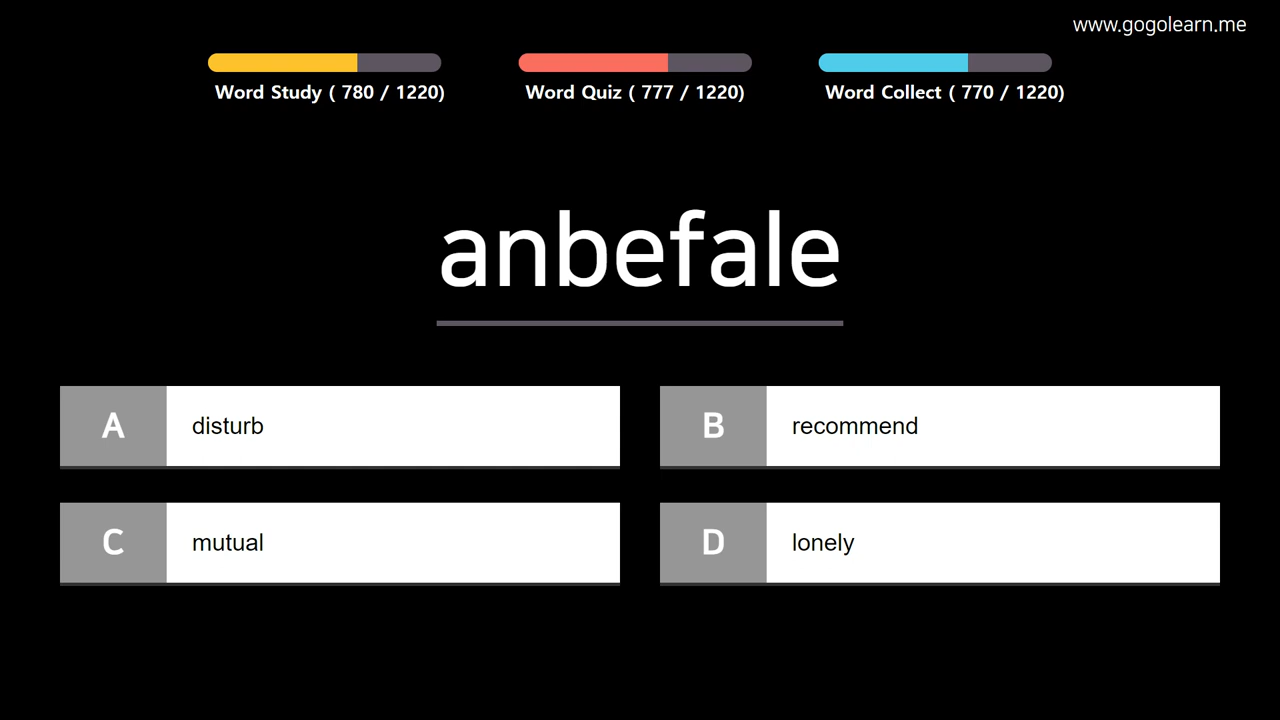 www.gogolearn.me
Word Study ( 780 / 1220)
Word Quiz ( 777 / 1220)
Word Collect ( 770 / 1220)
anbefale
A disturb
B recommend
C mutual
D lonely